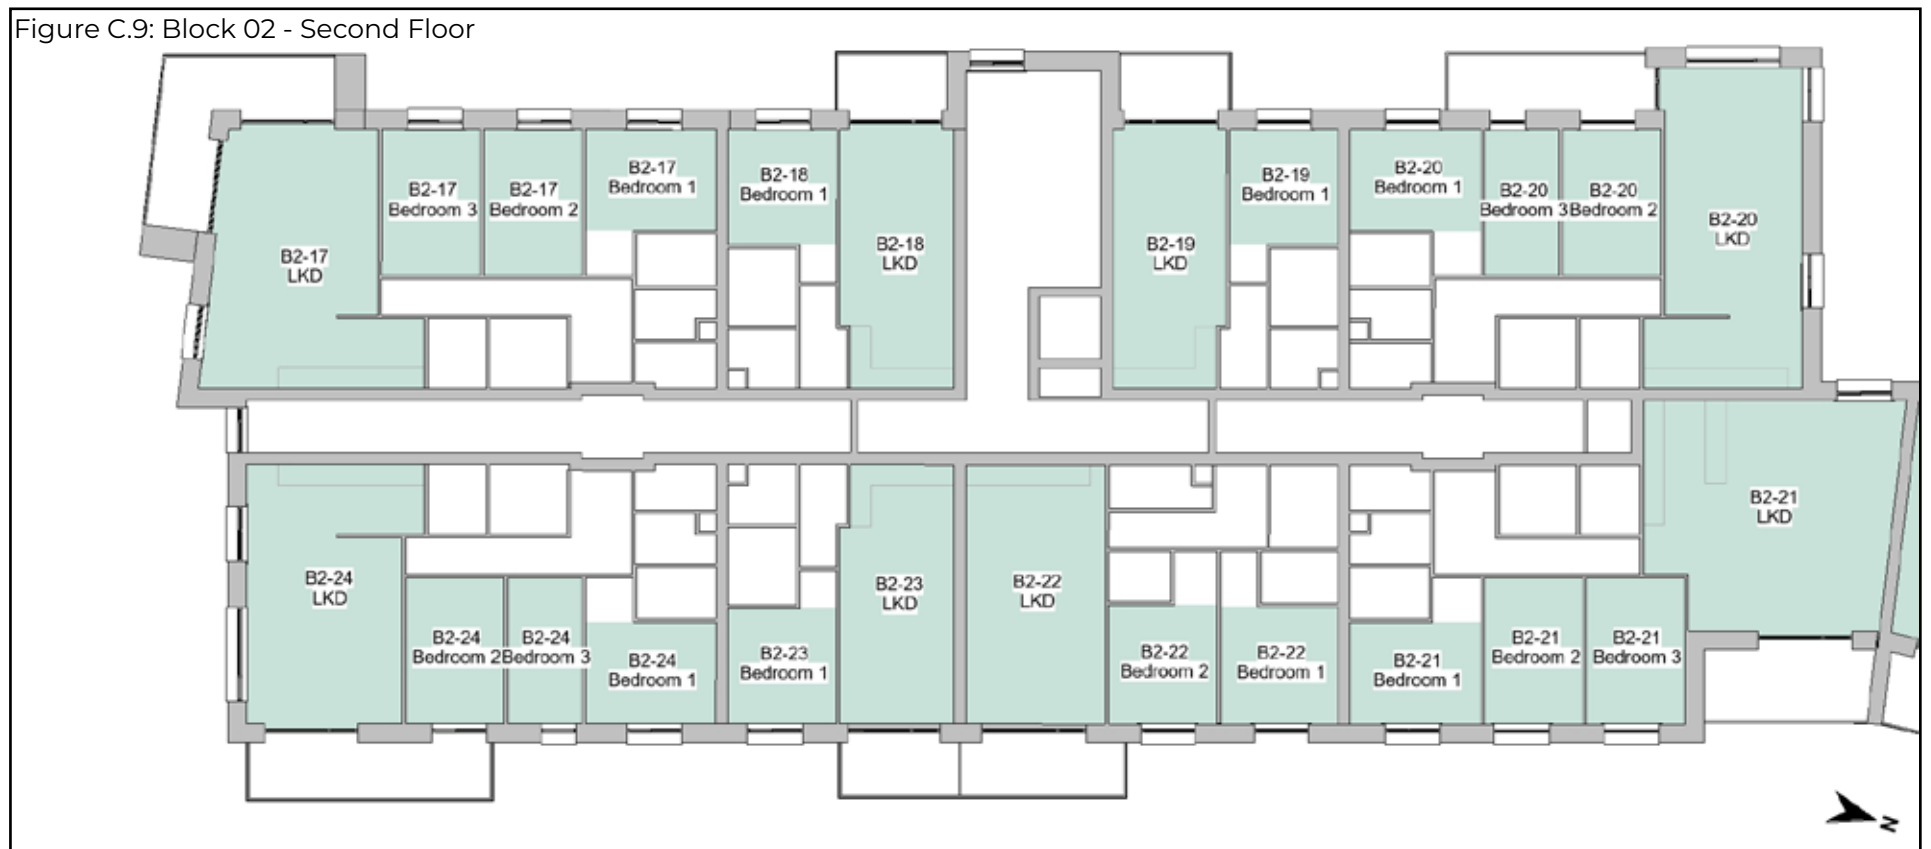 Figure C.9: Block 02 - Second Floor
B2-17
LKD
B2-17
Bedroom 3
B2-17
Bedroom 2
B2-17
Bedroom 1
B2-18
Bedroom 1
B2-18
LKD
B2-19
LKD
B2-19
Bedroom 1
B2-20
Bedroom 1
B2-20
Bedroom 3
B2-20
Bedroom 2
B2-20
LKD
B2-24
LKD
B2-24
Bedroom 2
B2-24
Bedroom 3
B2-24
Bedroom 1
B2-23
Bedroom 1
B2-23
LKD
B2-22
LKD
B2-22
Bedroom 2
B2-22
Bedroom 1
B2-21
Bedroom 1
B2-21
Bedroom 2
B2-21
Bedroom 3
B2-21
LKD
N